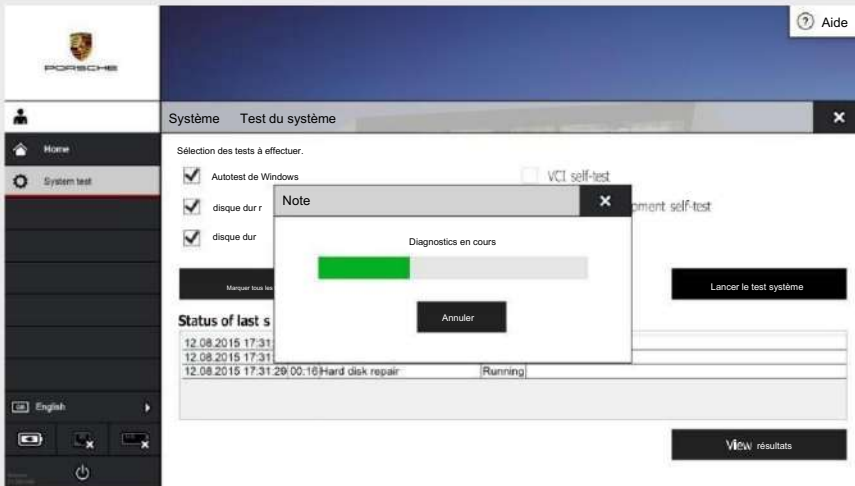 Aide
PORSCHE
Système Test du système
Home
System test
Sélection des tests à effectuer.
Autotest de Windows
VCI self-test
disque dur r
pment self-test
disque dur
Note
Diagnostics en cours
Annuler
Marquer tous les
Lancer le test système
Status of last s
12.08.2015 17:31:
12.08.2015 17:31:
12.08.2015 17:31:29 00:16 Hard disk repair Running
English
View résultats